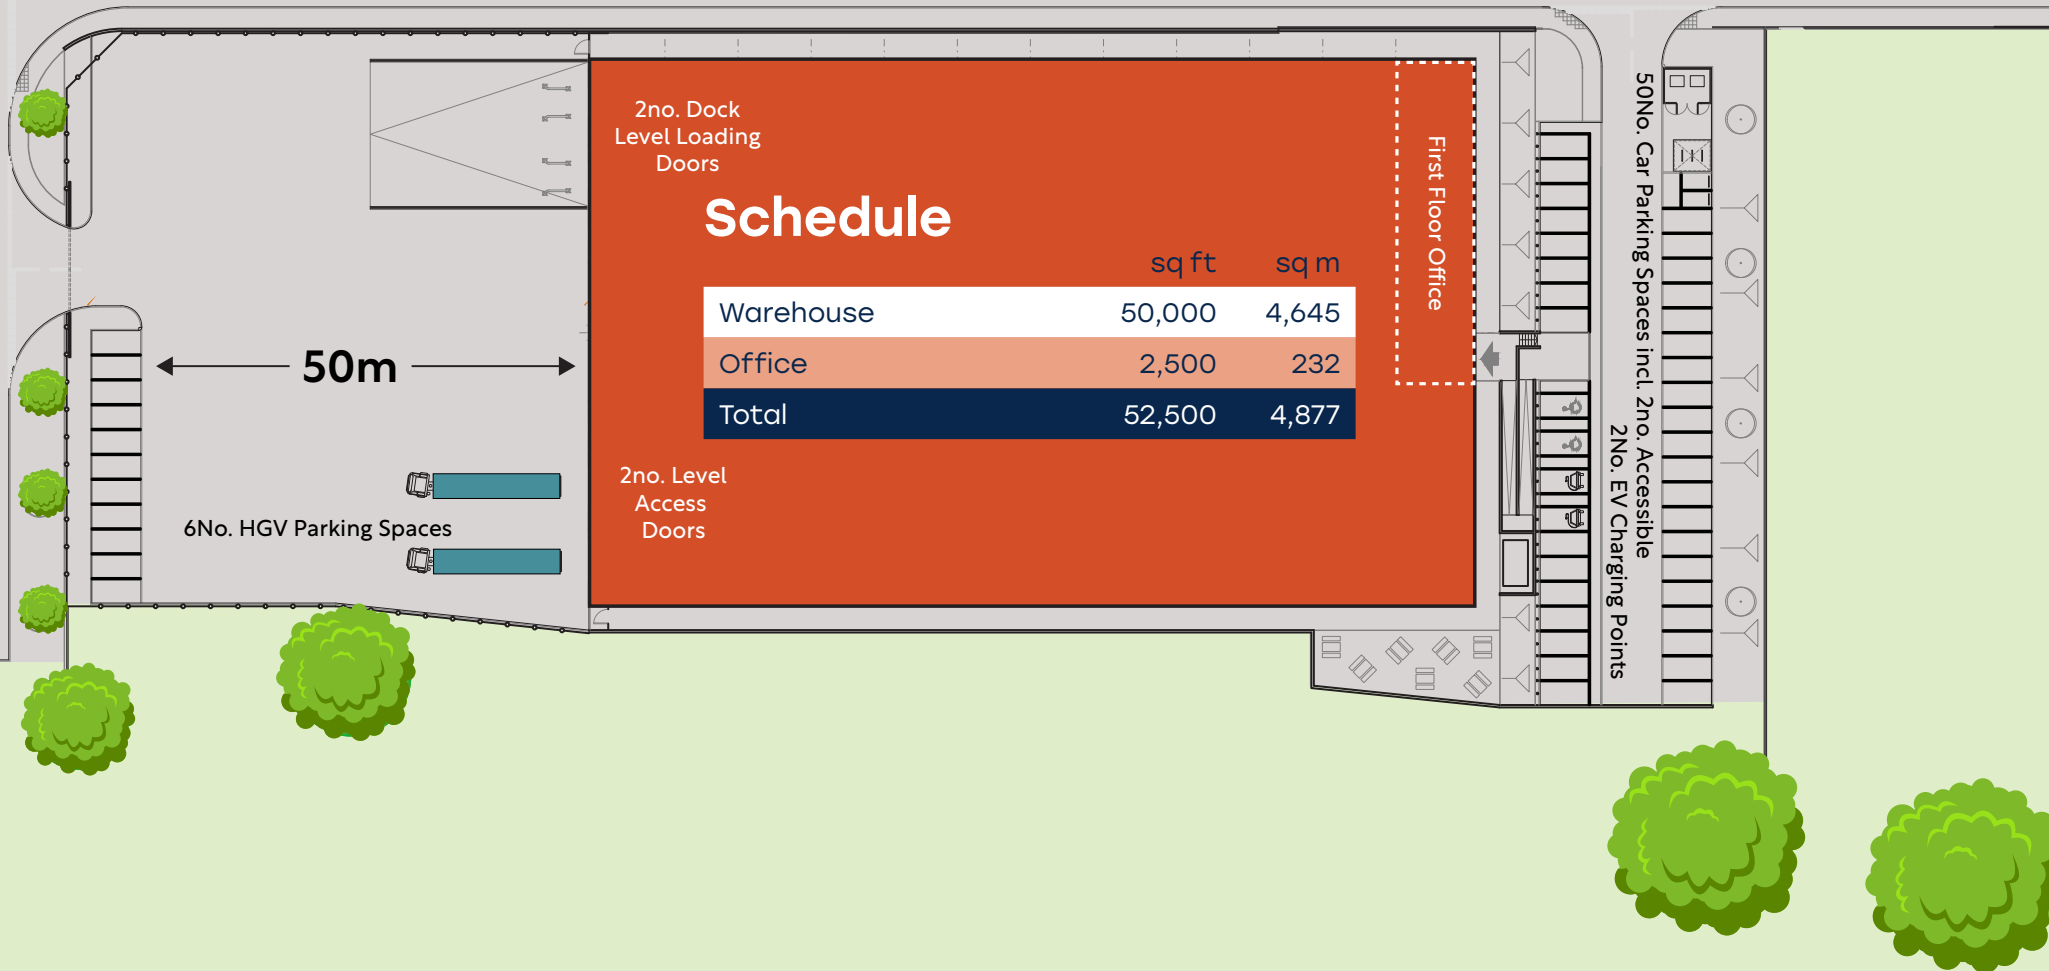 2no. Dock
Level Loading
Doors
Schedule
sq ft sq m
Warehouse 50,000 4,645
Office 2,500 232
Total 52,500 4,877
First Floor Office
50m
6No. HGV Parking Spaces
2no. Level
Access
Doors
50No. Car Parking Spaces incl. 2no. Accessible
2No. EV Charging Points